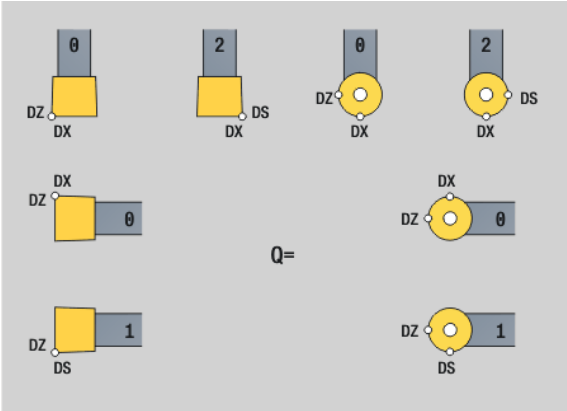 0 2 0 2
DZ DS DZ DS
DX DX DX DX
DX DX
DZ 0 DZ 0
Q=
DZ 1 DZ 1
DS DS